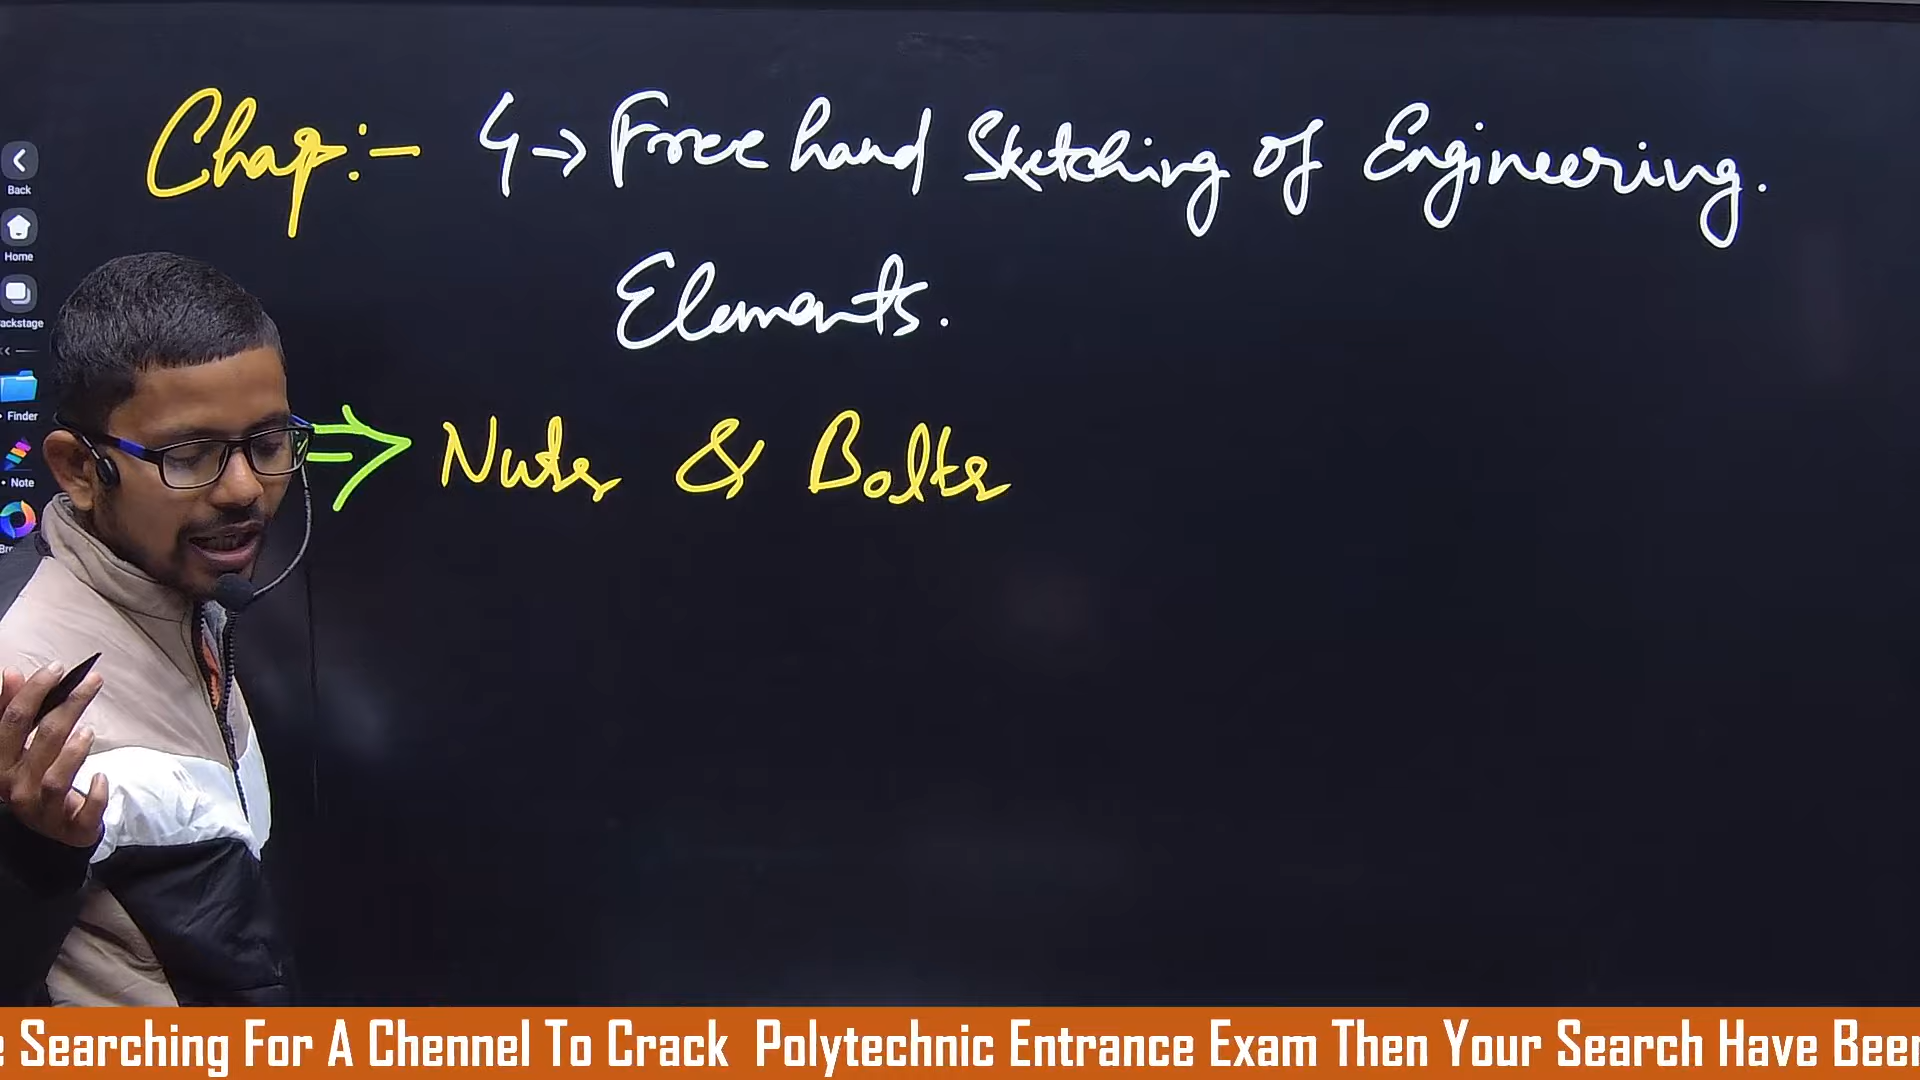 Chap:- 4→ Free hand Sketching of Engineering.
Elements.
⇒ Nuts & Bolts
Back
Home
ackstage
Finder
Note
e Searching For A Chennel To Crack Polytechnic Entrance Exam Then Your Search Have Been